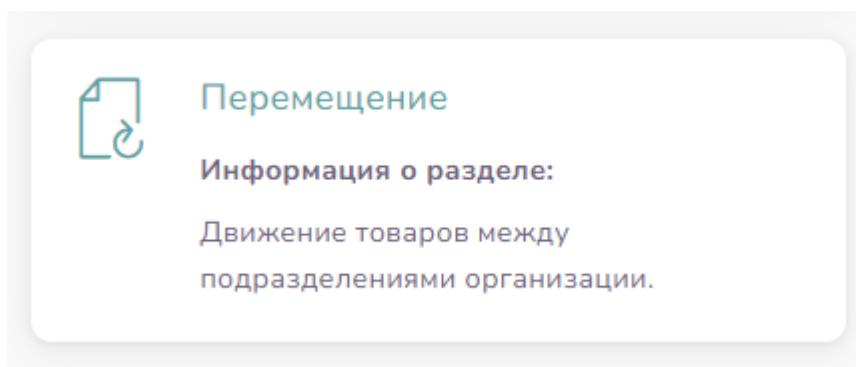 Перемещение
Информация о разделе:
Движение товаров между
подразделениями организации.